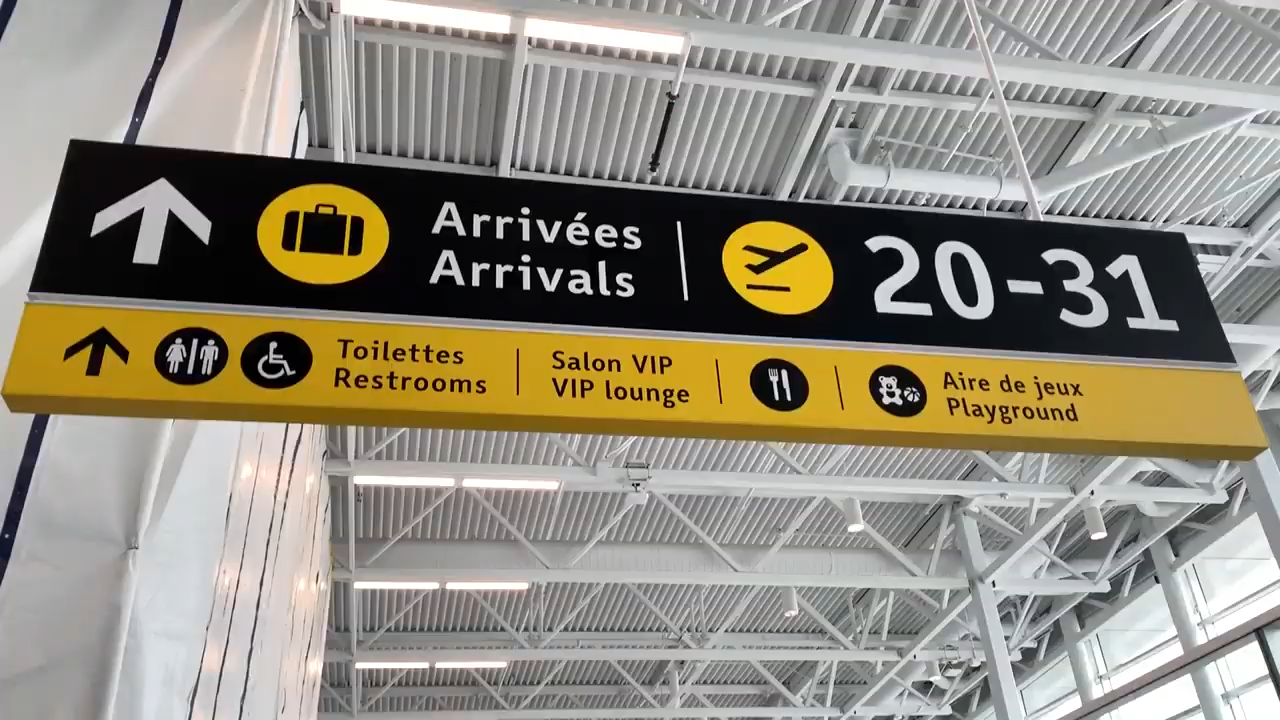 Arrivées
Arrivals
20-31
Toilettes
Restrooms
Salon VIP
VIP lounge
Aire de jeux
Playground